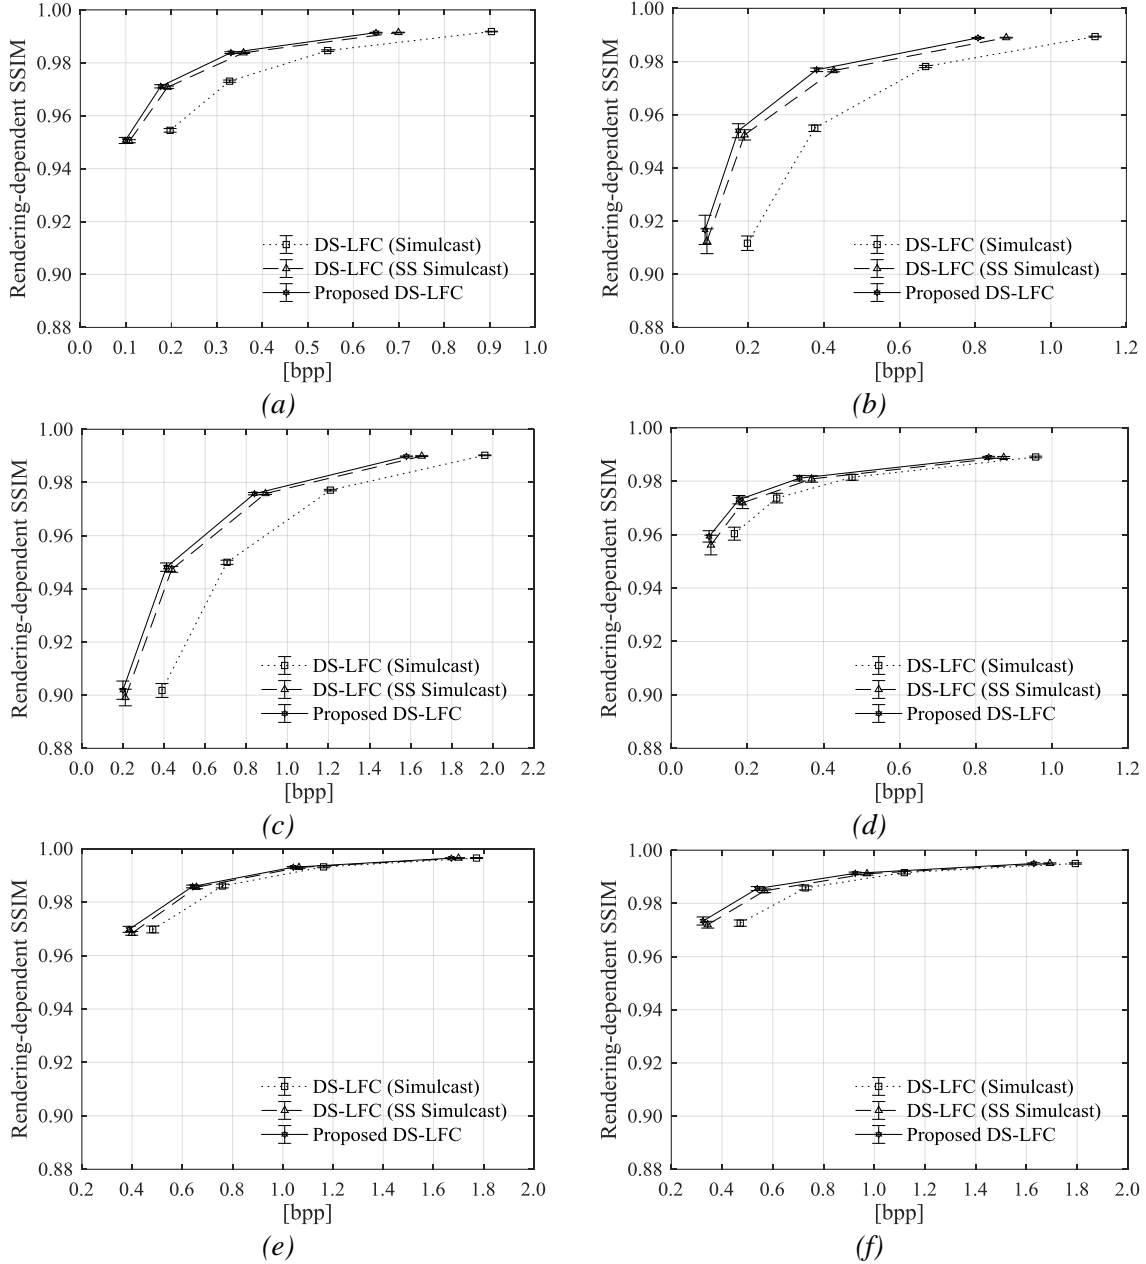 1.00
0.98
0.96
0.94
0.92
0.90
0.88
Rendering-dependent SSIM
DS-LFC (Simulcast)
DS-LFC (SS Simulcast)
Proposed DS-LFC
0.0 0.1 0.2 0.3 0.4 0.5 0.6 0.7 0.8 0.9 1.0
[bpp]
(a)
1.00
0.98
0.96
0.94
0.92
0.90
0.88
Rendering-dependent SSIM
DS-LFC (Simulcast)
DS-LFC (SS Simulcast)
Proposed DS-LFC
0.0 0.2 0.4 0.6 0.8 1.0 1.2
[bpp]
(b)
1.00
0.98
0.96
0.94
0.92
0.90
0.88
Rendering-dependent SSIM
DS-LFC (Simulcast)
DS-LFC (SS Simulcast)
Proposed DS-LFC
0.0 0.2 0.4 0.6 0.8 1.0 1.2 1.4 1.6 1.8 2.0 2.2
[bpp]
(c)
1.00
0.98
0.96
0.94
0.92
0.90
0.88
Rendering-dependent SSIM
DS-LFC (Simulcast)
DS-LFC (SS Simulcast)
Proposed DS-LFC
0.0 0.2 0.4 0.6 0.8 1.0 1.2
[bpp]
(d)
1.00
0.98
0.96
0.94
0.92
0.90
0.88
Rendering-dependent SSIM
DS-LFC (Simulcast)
DS-LFC (SS Simulcast)
Proposed DS-LFC
0.2 0.4 0.6 0.8 1.0 1.2 1.4 1.6 1.8 2.0
[bpp]
(e)
1.00
0.98
0.96
0.94
0.92
0.90
0.88
Rendering-dependent SSIM
DS-LFC (Simulcast)
DS-LFC (SS Simulcast)
Proposed DS-LFC
0.2 0.4 0.6 0.8 1.0 1.2 1.4 1.6 1.8 2.0
[bpp]
(f)